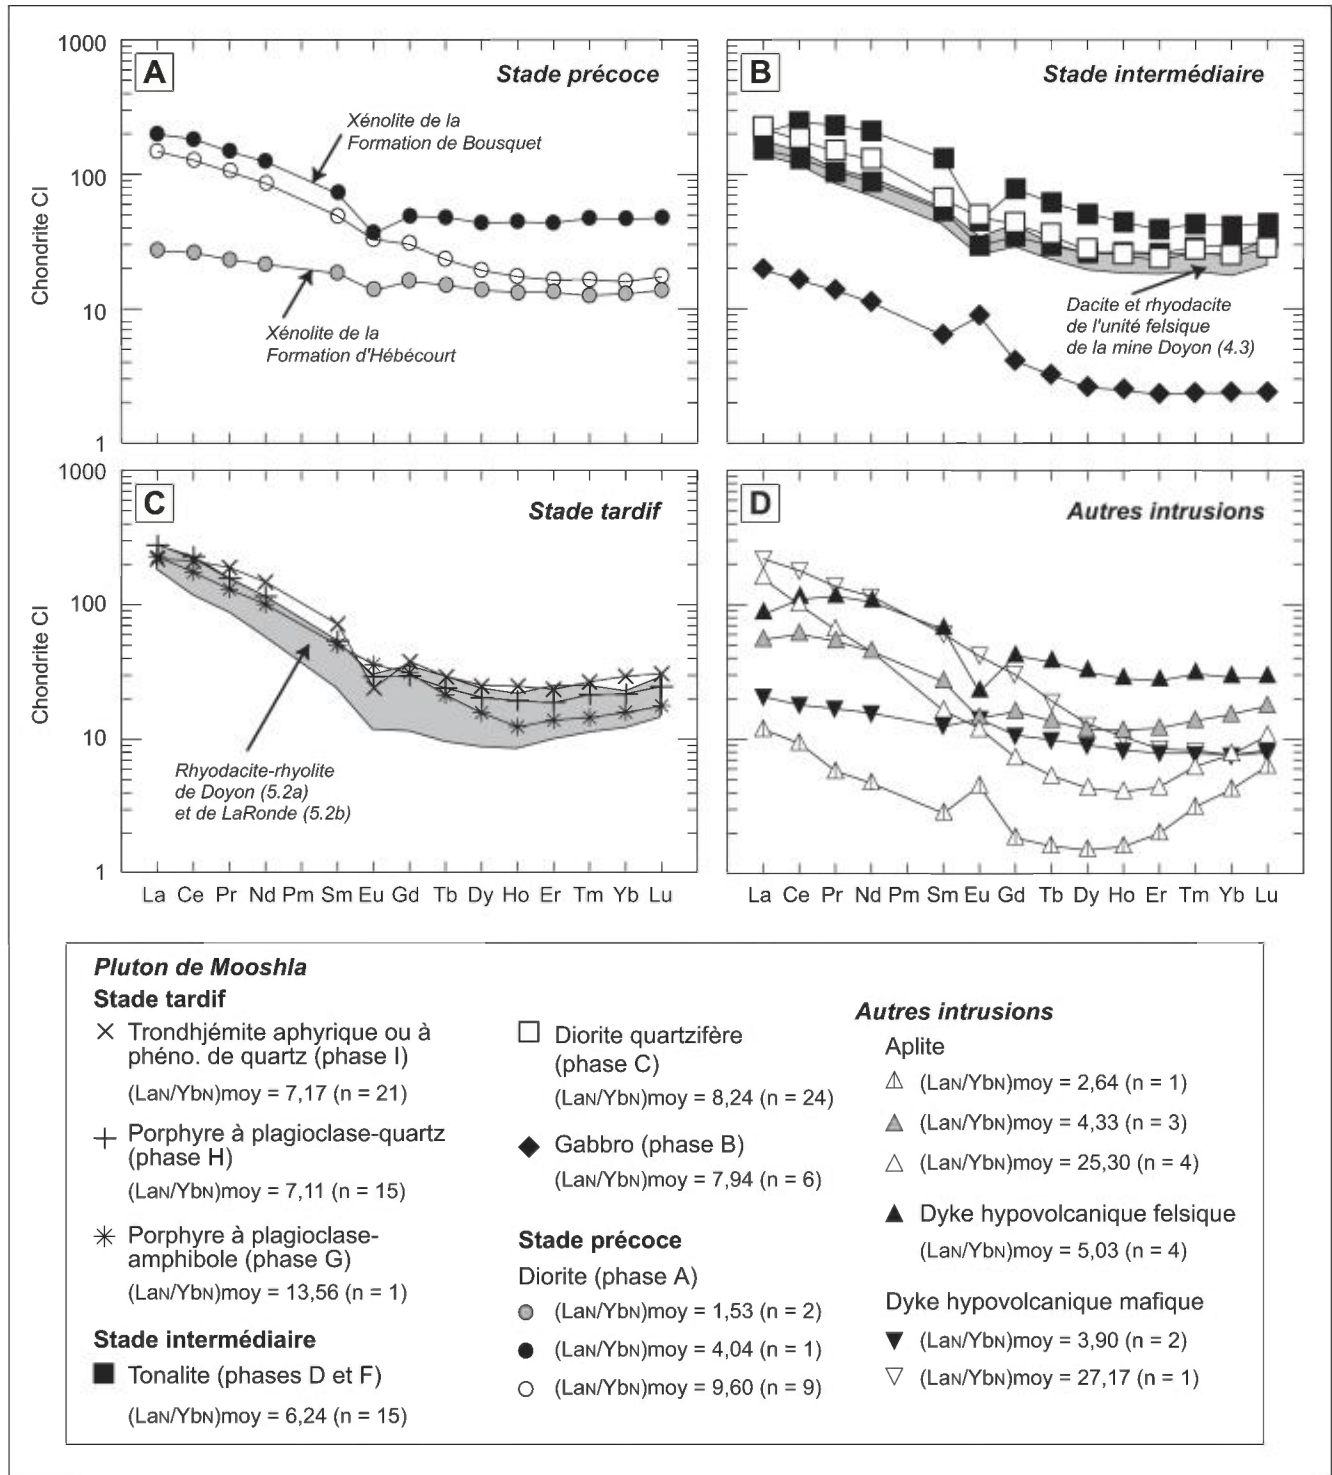 A
Stade précoce
1000
100
10
1
Chondrite CI
Xénolite de la
Formation de Bousquet
Xénolite de la
Formation d'Hébécourt
B
Stade intermédiaire
Dacite et rhyodacite
de l'unité felsique
de la mine Doyon (4.3)
C
Stade tardif
1000
100
10
1
Chondrite CI
Rhyodacite-rhyolite
de Doyon (5.2a)
et de LaRonde (5.2b)
La Ce Pr Nd Pm Sm Eu Gd Tb Dy Ho Er Tm Yb Lu
D
Autres intrusions
La Ce Pr Nd Pm Sm Eu Gd Tb Dy Ho Er Tm Yb Lu
Pluton de Mooshla
Stade tardif
Trondhjémite aphyrique ou à
phéno. de quartz (phase I)
(LaN/YbN)moy = 7,17 (n = 21)
Porphyre à plagioclase-quartz
(phase H)
(LaN/YbN)moy = 7,11 (n = 15)
Porphyre à plagioclase-
amphibole (phase G)
(LaN/YbN)moy = 13,56 (n = 1)
Stade intermédiaire
Tonalite (phases D et F)
(LaN/YbN)moy = 6,24 (n = 15)
Diorite quartzifère
(phase C)
(LaN/YbN)moy = 8,24 (n = 24)
Gabbro (phase B)
(LaN/YbN)moy = 7,94 (n = 6)
Stade précoce
Diorite (phase A)
(LaN/YbN)moy = 1,53 (n = 2)
(LaN/YbN)moy = 4,04 (n = 1)
(LaN/YbN)moy = 9,60 (n = 9)
Autres intrusions
Aplite
(LaN/YbN)moy = 2,64 (n = 1)
(LaN/YbN)moy = 4,33 (n = 3)
(LaN/YbN)moy = 25,30 (n = 4)
Dyke hypovolcanique felsique
(LaN/YbN)moy = 5,03 (n = 4)
Dyke hypovolcanique mafique
(LaN/YbN)moy = 3,90 (n = 2)
(LaN/YbN)moy = 27,17 (n = 1)